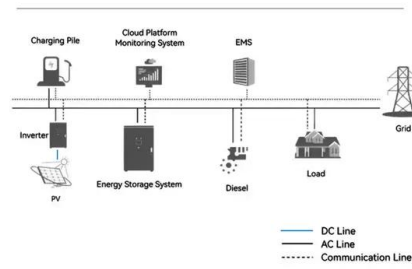 Charging Pile
Cloud Platform
Monitoring System
EMS
Grid
Inverter
PV
Energy Storage System
Diesel
Load
DC Line
AC Line
Communication Line